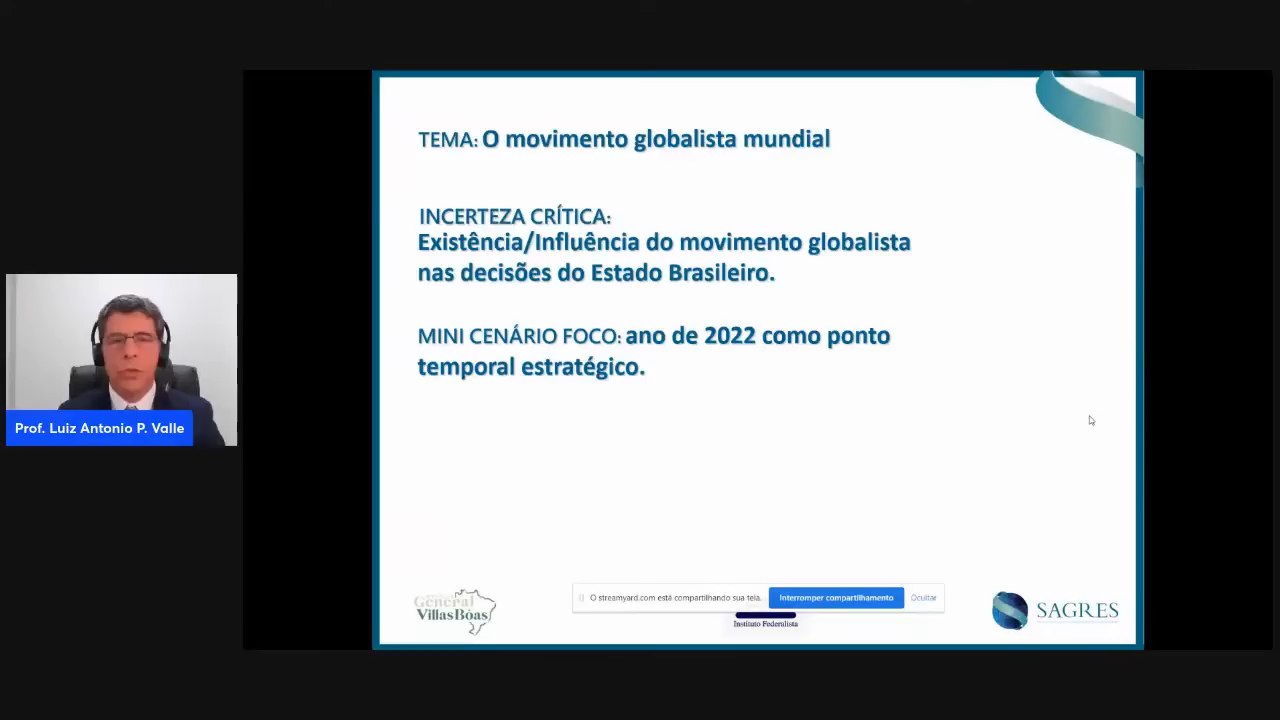 TEMA: O movimento globalista mundial
INCERTEZA CRÍTICA:
Existência/Influência do movimento globalista
nas decisões do Estado Brasileiro.
MINI CENÁRIO FOCO: ano de 2022 como ponto
temporal estratégico.
Prof. Luiz Antonio P. Valle
General
Villas Bôas
O streamyard.com está compartilhando sua tela.
Interromper compartilhamento
Ocultar
Instituto Federalista
SAGRES